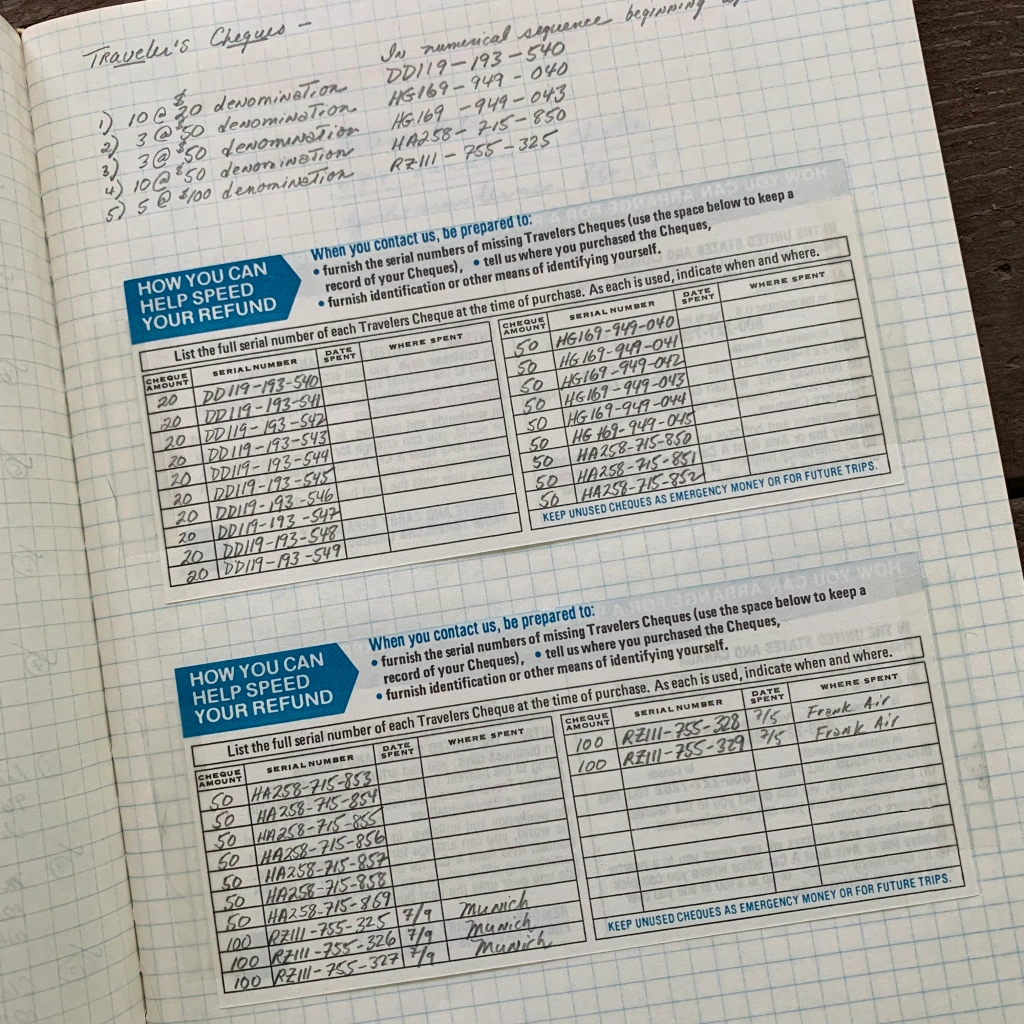 Traveler's Cheques –
In numerical sequence beginning
1) 10 @ $20 denomination DD119-193-540
2) 3 @ $50 denomination HG169-949-040
3) 3 @ $50 denomination HG169-949-043
4) 10 @ $50 denomination HA258-715-850
5) 5 @ $100 denomination RZ111-755-325
HOW YOU CAN
HELP SPEED
YOUR REFUND
When you contact us, be prepared to:
• furnish the serial numbers of missing Travelers Cheques (use the space below to keep a
record of your Cheques), • tell us where you purchased the Cheques,
• furnish identification or other means of identifying yourself.
List the full serial number of each Travelers Cheque at the time of purchase. As each is used, indicate when and where.
CHEQUE AMOUNT SERIAL NUMBER DATE SPENT WHERE SPENT
20 DD119-193-540
20 DD119-193-541
20 DD119-193-542
20 DD119-193-543
20 DD119-193-544
20 DD119-193-545
20 DD119-193-546
20 DD119-193-547
20 DD119-193-548
20 DD119-193-549
CHEQUE AMOUNT SERIAL NUMBER DATE SPENT WHERE SPENT
50 HG169-949-040
50 HG169-949-041
50 HG169-949-042
50 HG169-949-043
50 HG169-949-044
50 HG169-949-045
50 HA258-715-850
50 HA258-715-851
50 HA258-715-852
KEEP UNUSED CHEQUES AS EMERGENCY MONEY OR FOR FUTURE TRIPS.
HOW YOU CAN
HELP SPEED
YOUR REFUND
When you contact us, be prepared to:
• furnish the serial numbers of missing Travelers Cheques (use the space below to keep a
record of your Cheques), • tell us where you purchased the Cheques,
• furnish identification or other means of identifying yourself.
List the full serial number of each Travelers Cheque at the time of purchase. As each is used, indicate when and where.
CHEQUE AMOUNT SERIAL NUMBER DATE SPENT WHERE SPENT
50 HA258-715-853
50 HA258-715-854
50 HA258-715-855
50 HA258-715-856
50 HA258-715-857
50 HA258-715-858
50 HA258-715-869
100 RZ111-755-325 7/9 Munich
100 RZ111-755-326 7/9 Munich
100 RZ111-755-327 7/9 Munich
CHEQUE AMOUNT SERIAL NUMBER DATE SPENT WHERE SPENT
100 RZ111-755-328 7/5 Frank Air
100 RZ111-755-329 7/5 Frank Air
KEEP UNUSED CHEQUES AS EMERGENCY MONEY OR FOR FUTURE TRIPS.